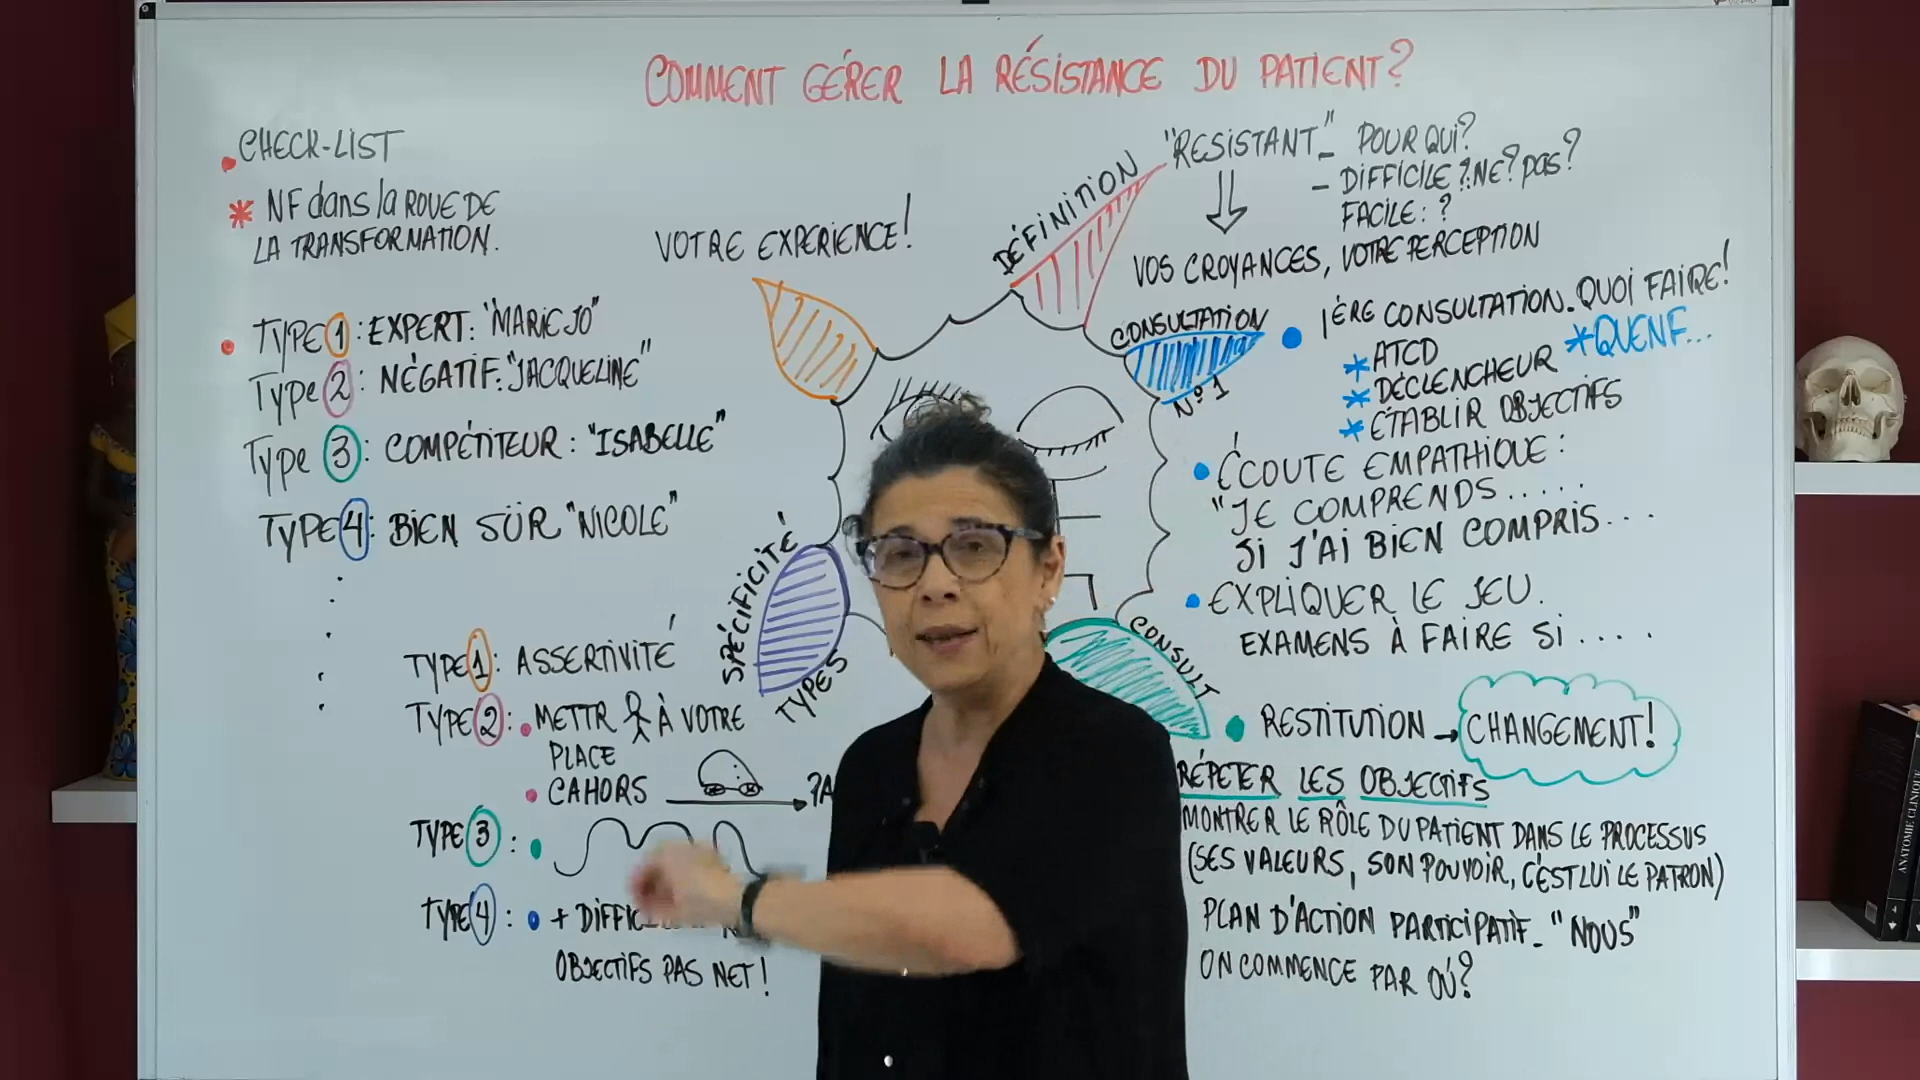 COMMENT GÉRER LA RÉSISTANCE DU PATIENT?
CHECK-LIST
* NF dans la ROUE DE
LA TRANSFORMATION.
TYPE 1 : EXPERT: "MARIE JO"
Type 2 : NÉGATIF: "JACQUELINE"
Type 3 : COMPÉTITEUR : "ISABELLE"
TYPE 4 : BIEN SÛR "NICOLE"
VOTRE EXPERIENCE!
DÉFINITION
"RESISTANT" - POUR QUI?
- DIFFICILE ? NE? pas?
FACILE : ?
VOS CROYANCES, VOTRE PERCEPTION
CONSULTATION
N°1
1ÈRE CONSULTATION. QUOI FAIRE!
* ATCD
* QUENF...
* DÉCLENCHEUR
* ÉTABLIR OBJECTIFS
ÉCOUTE EMPATHIQUE :
"JE COMPRENDS.....
SI J'AI BIEN COMPRIS...
EXPLIQUER LE JEU.
EXAMENS À FAIRE SI ....
SPÉCIFICITÉ
TYPES
TYPE 1 : ASSERTIVITÉ
TYPE 2 : METTR À VOTRE
PLACE
CAHORS
TYPE 3 :
TYPE 4 : + DIFFIC
OBJECTIFS PAS NET!
CONSULT
RESTITUTION → CHANGEMENT!
RÉPETER LES OBJECTIFS
MONTRER LE RÔLE DU PATIENT DANS LE PROCESSUS
(SES VALEURS, SON POUVOIR, C'EST LUI LE PATRON)
PLAN D'ACTION PARTICIPATIF - "NOUS"
ON COMMENCE PAR OÙ?
ANATOMIE CLINIQUE
4